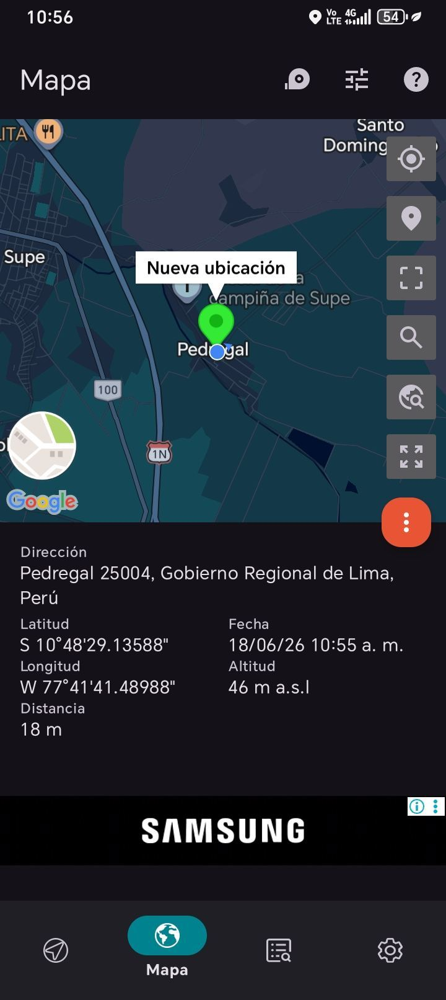 10:56
Vo LTE 4G 54
Mapa
ITA
Santo
Doming
Supe
Nueva ubicación
a
campiña de Supe
Pedregal
100
1N
Google
Dirección
Pedregal 25004, Gobierno Regional de Lima,
Perú
Latitud
Fecha
S 10°48'29.13588"
18/06/26 10:55 a. m.
Longitud
Altitud
W 77°41'41.48988"
46 m a.s.l
Distancia
18 m
SAMSUNG
Mapa